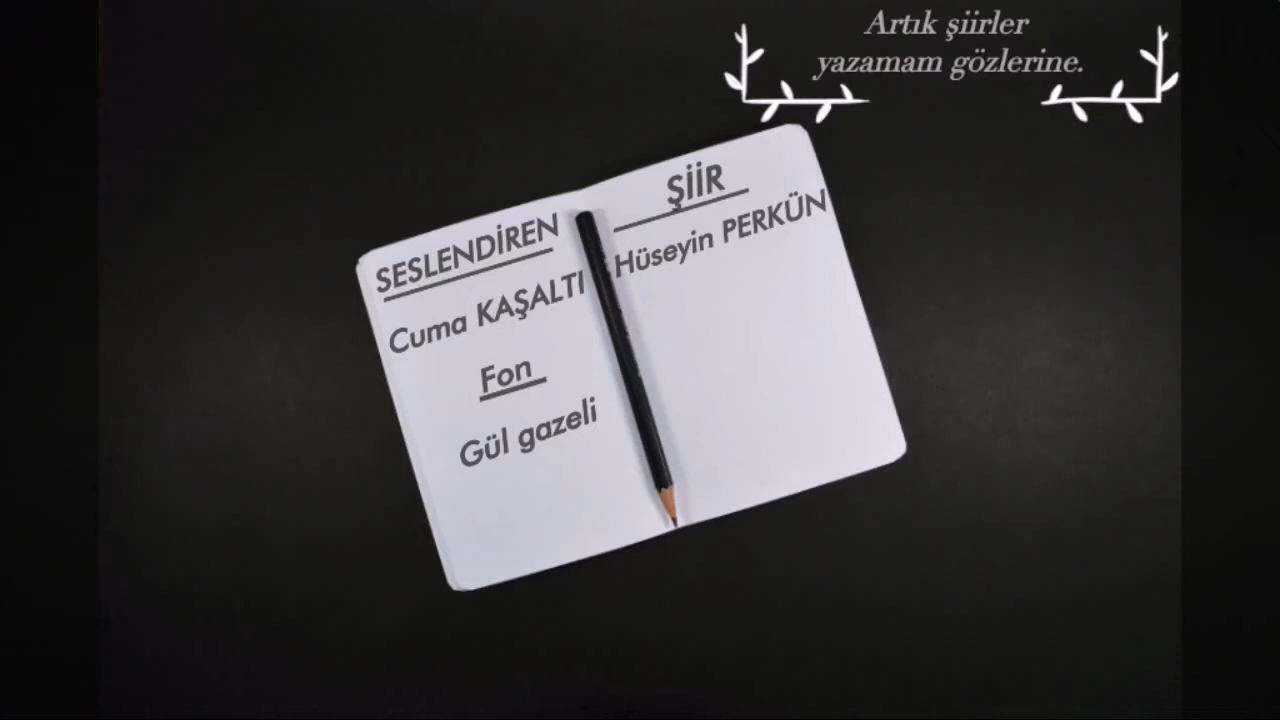 Artık şiirler
yazamam gözlerine.
SESLENDİREN
Cuma KAŞALTI
Fon
Gül gazeli
ŞİİR
Hüseyin PERKÜN